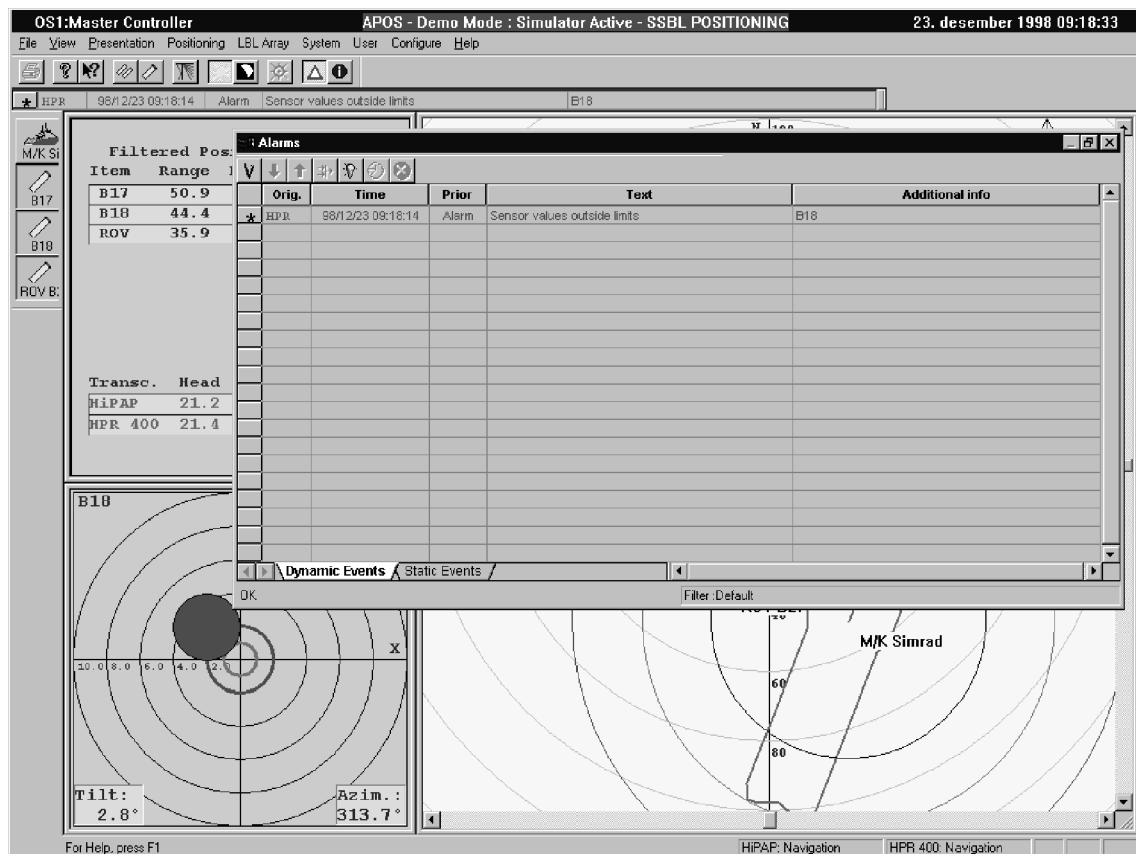 OS1:Master Controller APOS - Demo Mode : Simulator Active - SSBL POSITIONING 23. desember 1998 09:18:33
File View Presentation Positioning LBL Array System User Configure Help
* HPR 98/12/23 09:18:14 Alarm Sensor values outside limits B18
M/K Si
B17
B18
ROV B:
Filtered Pos:
Item Range
B17 50.9
B18 44.4
ROV 35.9
Transc. Head
HiPAP 21.2
HPR 400 21.4
N 100
Alarms
Orig. Time Prior Text Additional info
* HPR 98/12/23 09:18:14 Alarm Sensor values outside limits B18
Dynamic Events Static Events
OK Filter :Default
B18
X
10.0 8.0 6.0 4.0 2.
Tilt:
2.8°
Azim.:
313.7°
40
M/K Simrad
60
80
For Help, press F1 HiPAP: Navigation HPR 400: Navigation